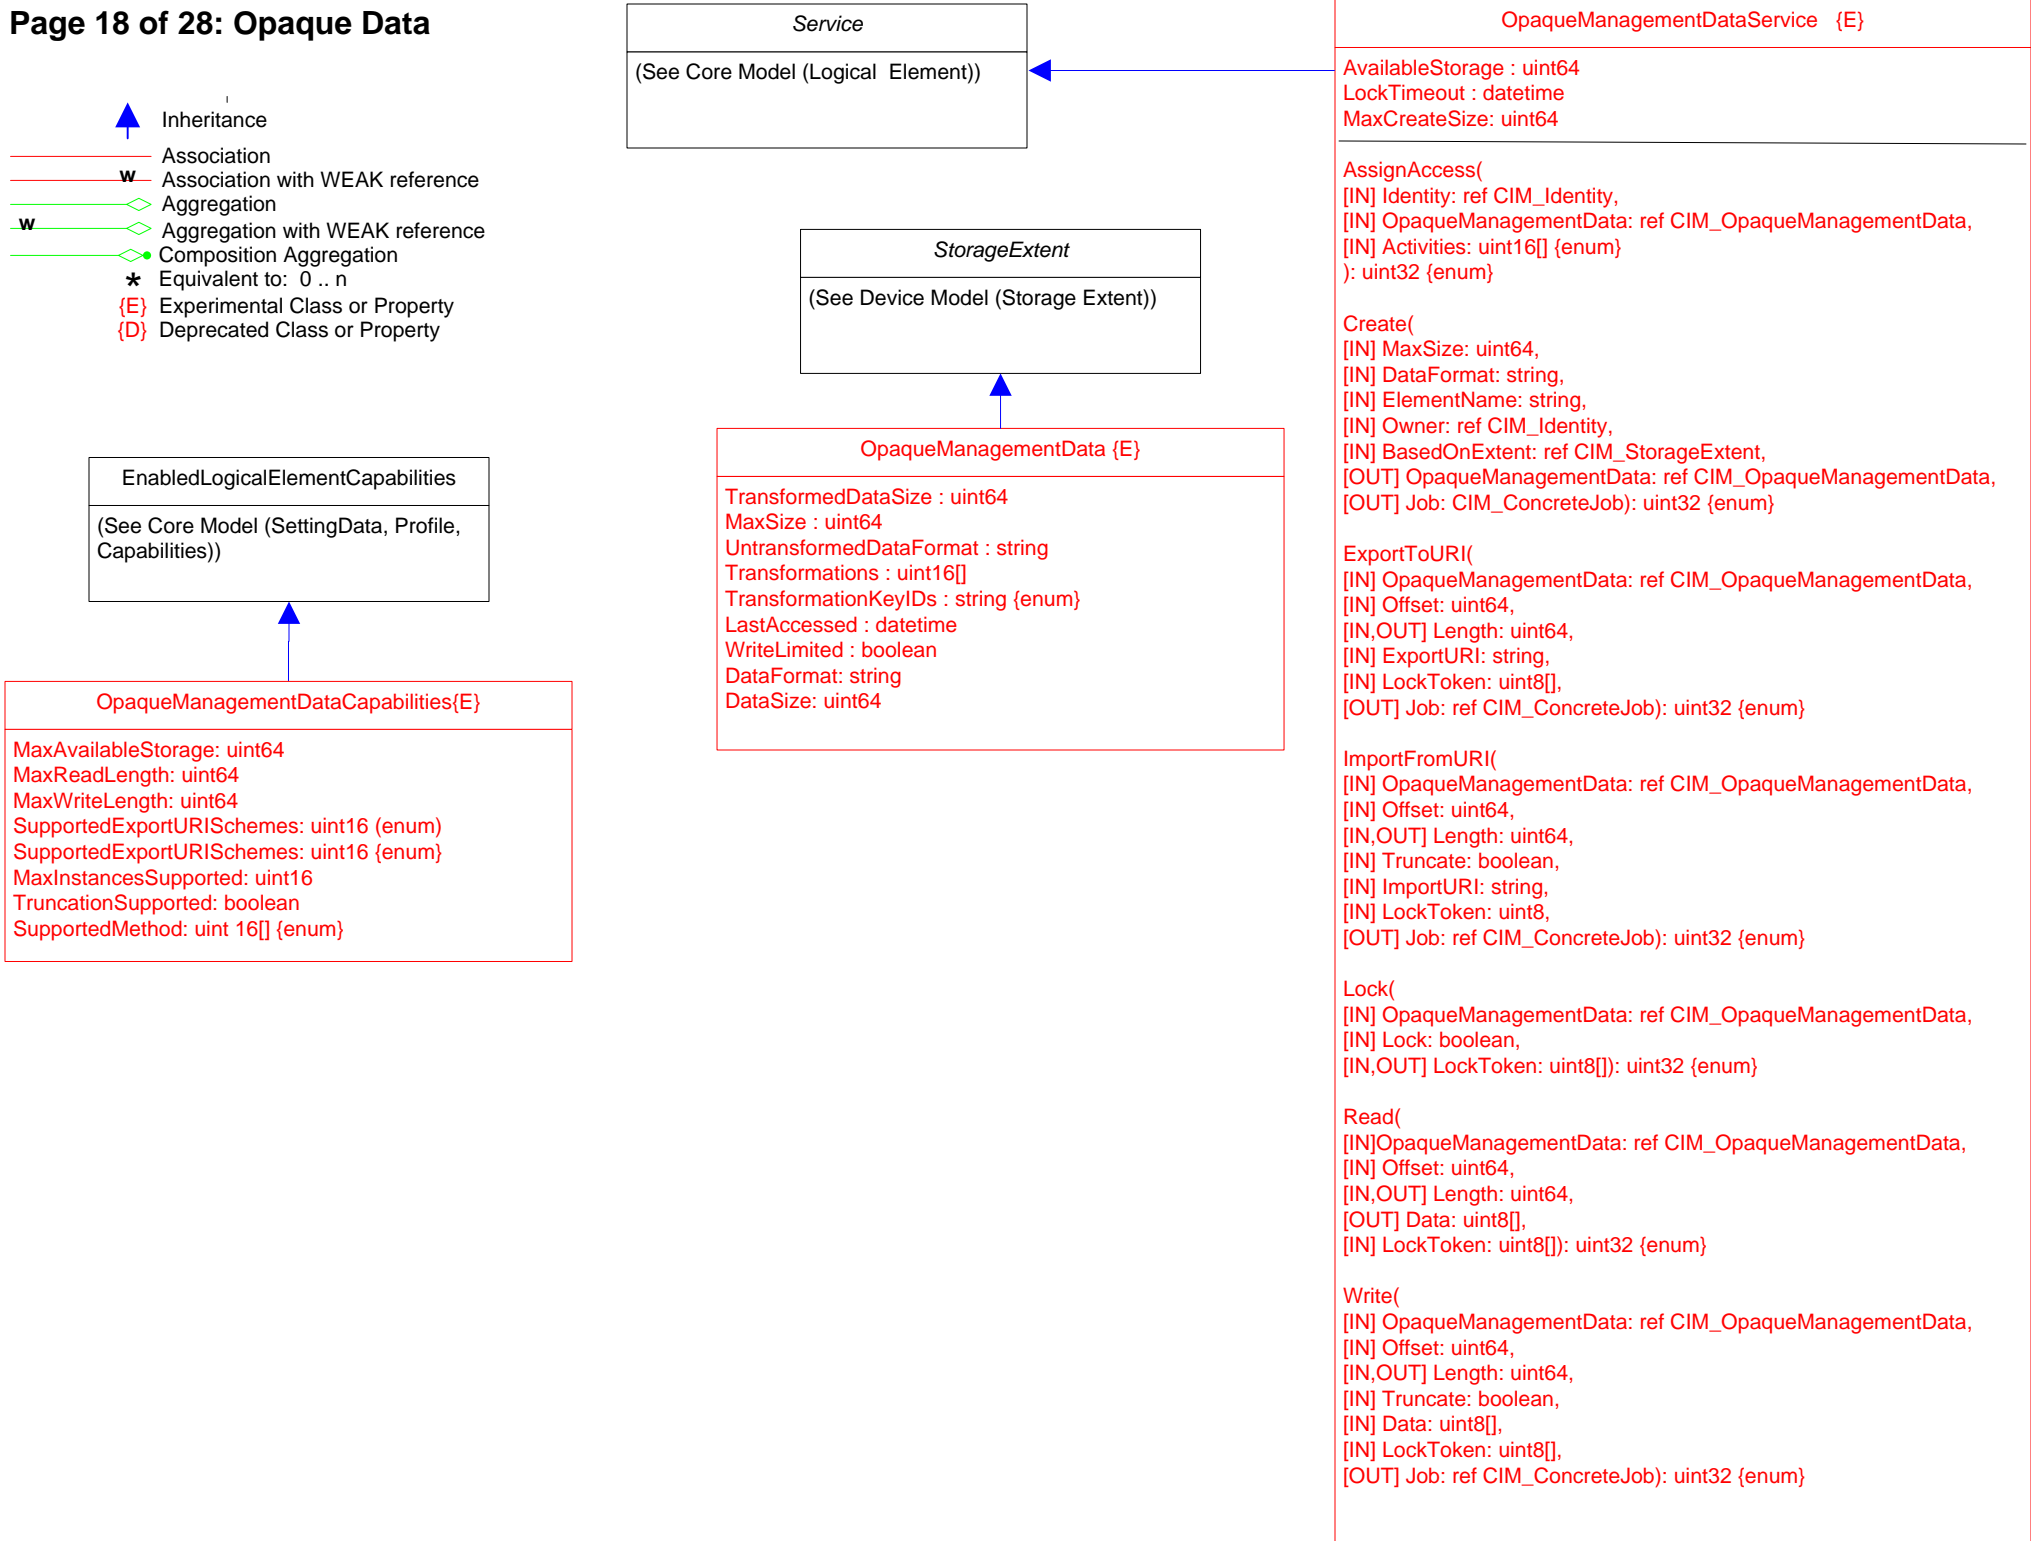 Page 18 of 28: Opaque Data
Inheritance
Association
w Association with WEAK reference
Aggregation
w Aggregation with WEAK reference
Composition Aggregation
* Equivalent to: 0 .. n
{E} Experimental Class or Property
{D} Deprecated Class or Property
Service
(See Core Model (Logical Element))
StorageExtent
(See Device Model (Storage Extent))
EnabledLogicalElementCapabilities
(See Core Model (SettingData, Profile,
Capabilities))
OpaqueManagementDataCapabilities{E}
MaxAvailableStorage: uint64
MaxReadLength: uint64
MaxWriteLength: uint64
SupportedExportURISchemes: uint16 (enum)
SupportedExportURISchemes: uint16 {enum}
MaxInstancesSupported: uint16
TruncationSupported: boolean
SupportedMethod: uint 16[] {enum}
OpaqueManagementData {E}
TransformedDataSize : uint64
MaxSize : uint64
UntransformedDataFormat : string
Transformations : uint16[]
TransformationKeyIDs : string {enum}
LastAccessed : datetime
WriteLimited : boolean
DataFormat: string
DataSize: uint64
OpaqueManagementDataService {E}
AvailableStorage : uint64
LockTimeout : datetime
MaxCreateSize: uint64
AssignAccess(
[IN] Identity: ref CIM_Identity,
[IN] OpaqueManagementData: ref CIM_OpaqueManagementData,
[IN] Activities: uint16[] {enum}
): uint32 {enum}
Create(
[IN] MaxSize: uint64,
[IN] DataFormat: string,
[IN] ElementName: string,
[IN] Owner: ref CIM_Identity,
[IN] BasedOnExtent: ref CIM_StorageExtent,
[OUT] OpaqueManagementData: ref CIM_OpaqueManagementData,
[OUT] Job: CIM_ConcreteJob): uint32 {enum}
ExportToURI(
[IN] OpaqueManagementData: ref CIM_OpaqueManagementData,
[IN] Offset: uint64,
[IN,OUT] Length: uint64,
[IN] ExportURI: string,
[IN] LockToken: uint8[],
[OUT] Job: ref CIM_ConcreteJob): uint32 {enum}
ImportFromURI(
[IN] OpaqueManagementData: ref CIM_OpaqueManagementData,
[IN] Offset: uint64,
[IN,OUT] Length: uint64,
[IN] Truncate: boolean,
[IN] ImportURI: string,
[IN] LockToken: uint8,
[OUT] Job: ref CIM_ConcreteJob): uint32 {enum}
Lock(
[IN] OpaqueManagementData: ref CIM_OpaqueManagementData,
[IN] Lock: boolean,
[IN,OUT] LockToken: uint8[]): uint32 {enum}
Read(
[IN]OpaqueManagementData: ref CIM_OpaqueManagementData,
[IN] Offset: uint64,
[IN,OUT] Length: uint64,
[OUT] Data: uint8[],
[IN] LockToken: uint8[]): uint32 {enum}
Write(
[IN] OpaqueManagementData: ref CIM_OpaqueManagementData,
[IN] Offset: uint64,
[IN,OUT] Length: uint64,
[IN] Truncate: boolean,
[IN] Data: uint8[],
[IN] LockToken: uint8[],
[OUT] Job: ref CIM_ConcreteJob): uint32 {enum}